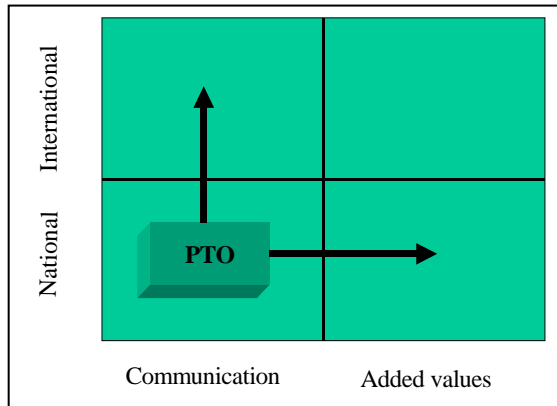 International
National
PTO
Communication
Added values